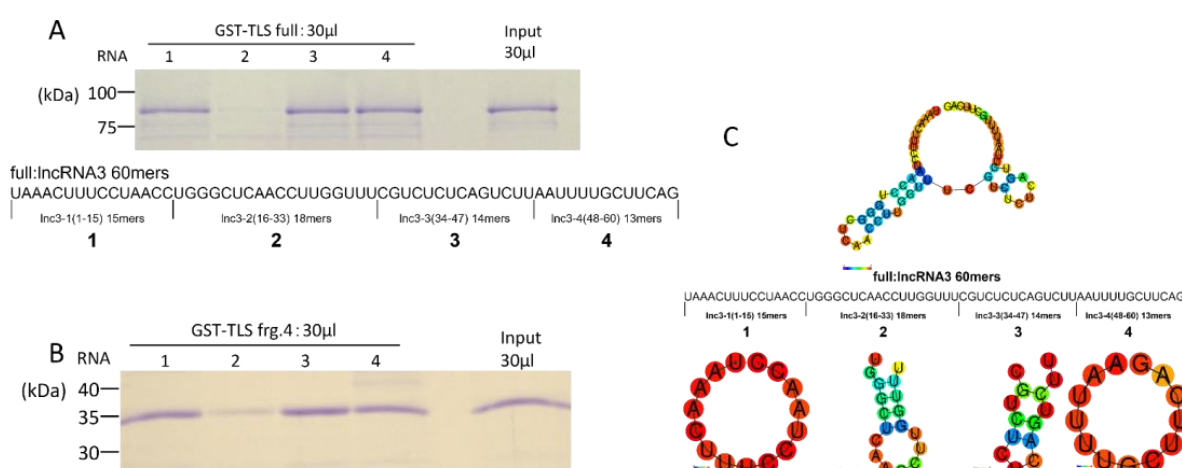 A
GST-TLS full：30μl
Input
30μl
RNA 1 2 3 4
(kDa)
100
75
full:lncRNA3 60mers
UAAACUUUCCUAACCUGGGCUCAACCUUGGUUUCGUCUCUCAGUCUUAAUUUUGCUUCAG
lnc3-1(1-15) 15mers lnc3-2(16-33) 18mers lnc3-3(34-47) 14mers lnc3-4(48-60) 13mers
1 2 3 4
B
GST-TLS frg.4：30μl
Input
30μl
RNA 1 2 3 4
(kDa)
40
35
30
C
full:lncRNA3 60mers
UAAACUUUCCUAACCUGGGCUCAACCUUGGUUUCGUCUCUCAGUCUUAAUUUUGCUUCAG
lnc3-1(1-15) 15mers lnc3-2(16-33) 18mers lnc3-3(34-47) 14mers lnc3-4(48-60) 13mers
1 2 3 4